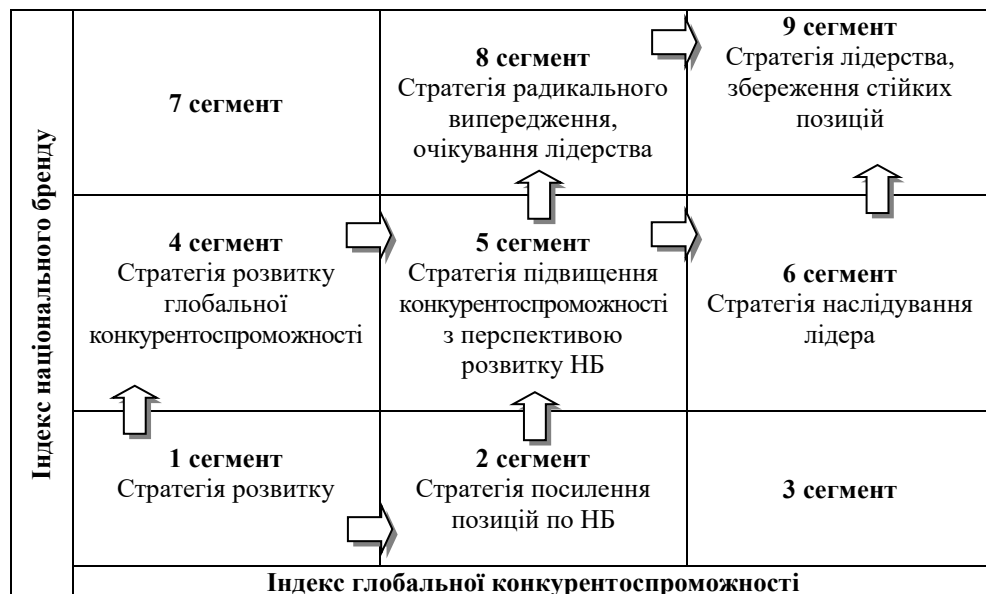 Індекс національного бренду
7 сегмент
8 сегмент
Стратегія радикального
випередження,
очікування лідерства
9 сегмент
Стратегія лідерства,
збереження стійких
позицій
4 сегмент
Стратегія розвитку
глобальної
конкурентоспроможності
5 сегмент
Стратегія підвищення
конкурентоспроможності
з перспективою
розвитку НБ
6 сегмент
Стратегія наслідування
лідера
1 сегмент
Стратегія розвитку
2 сегмент
Стратегія посилення
позицій по НБ
3 сегмент
Індекс глобальної конкурентоспроможності